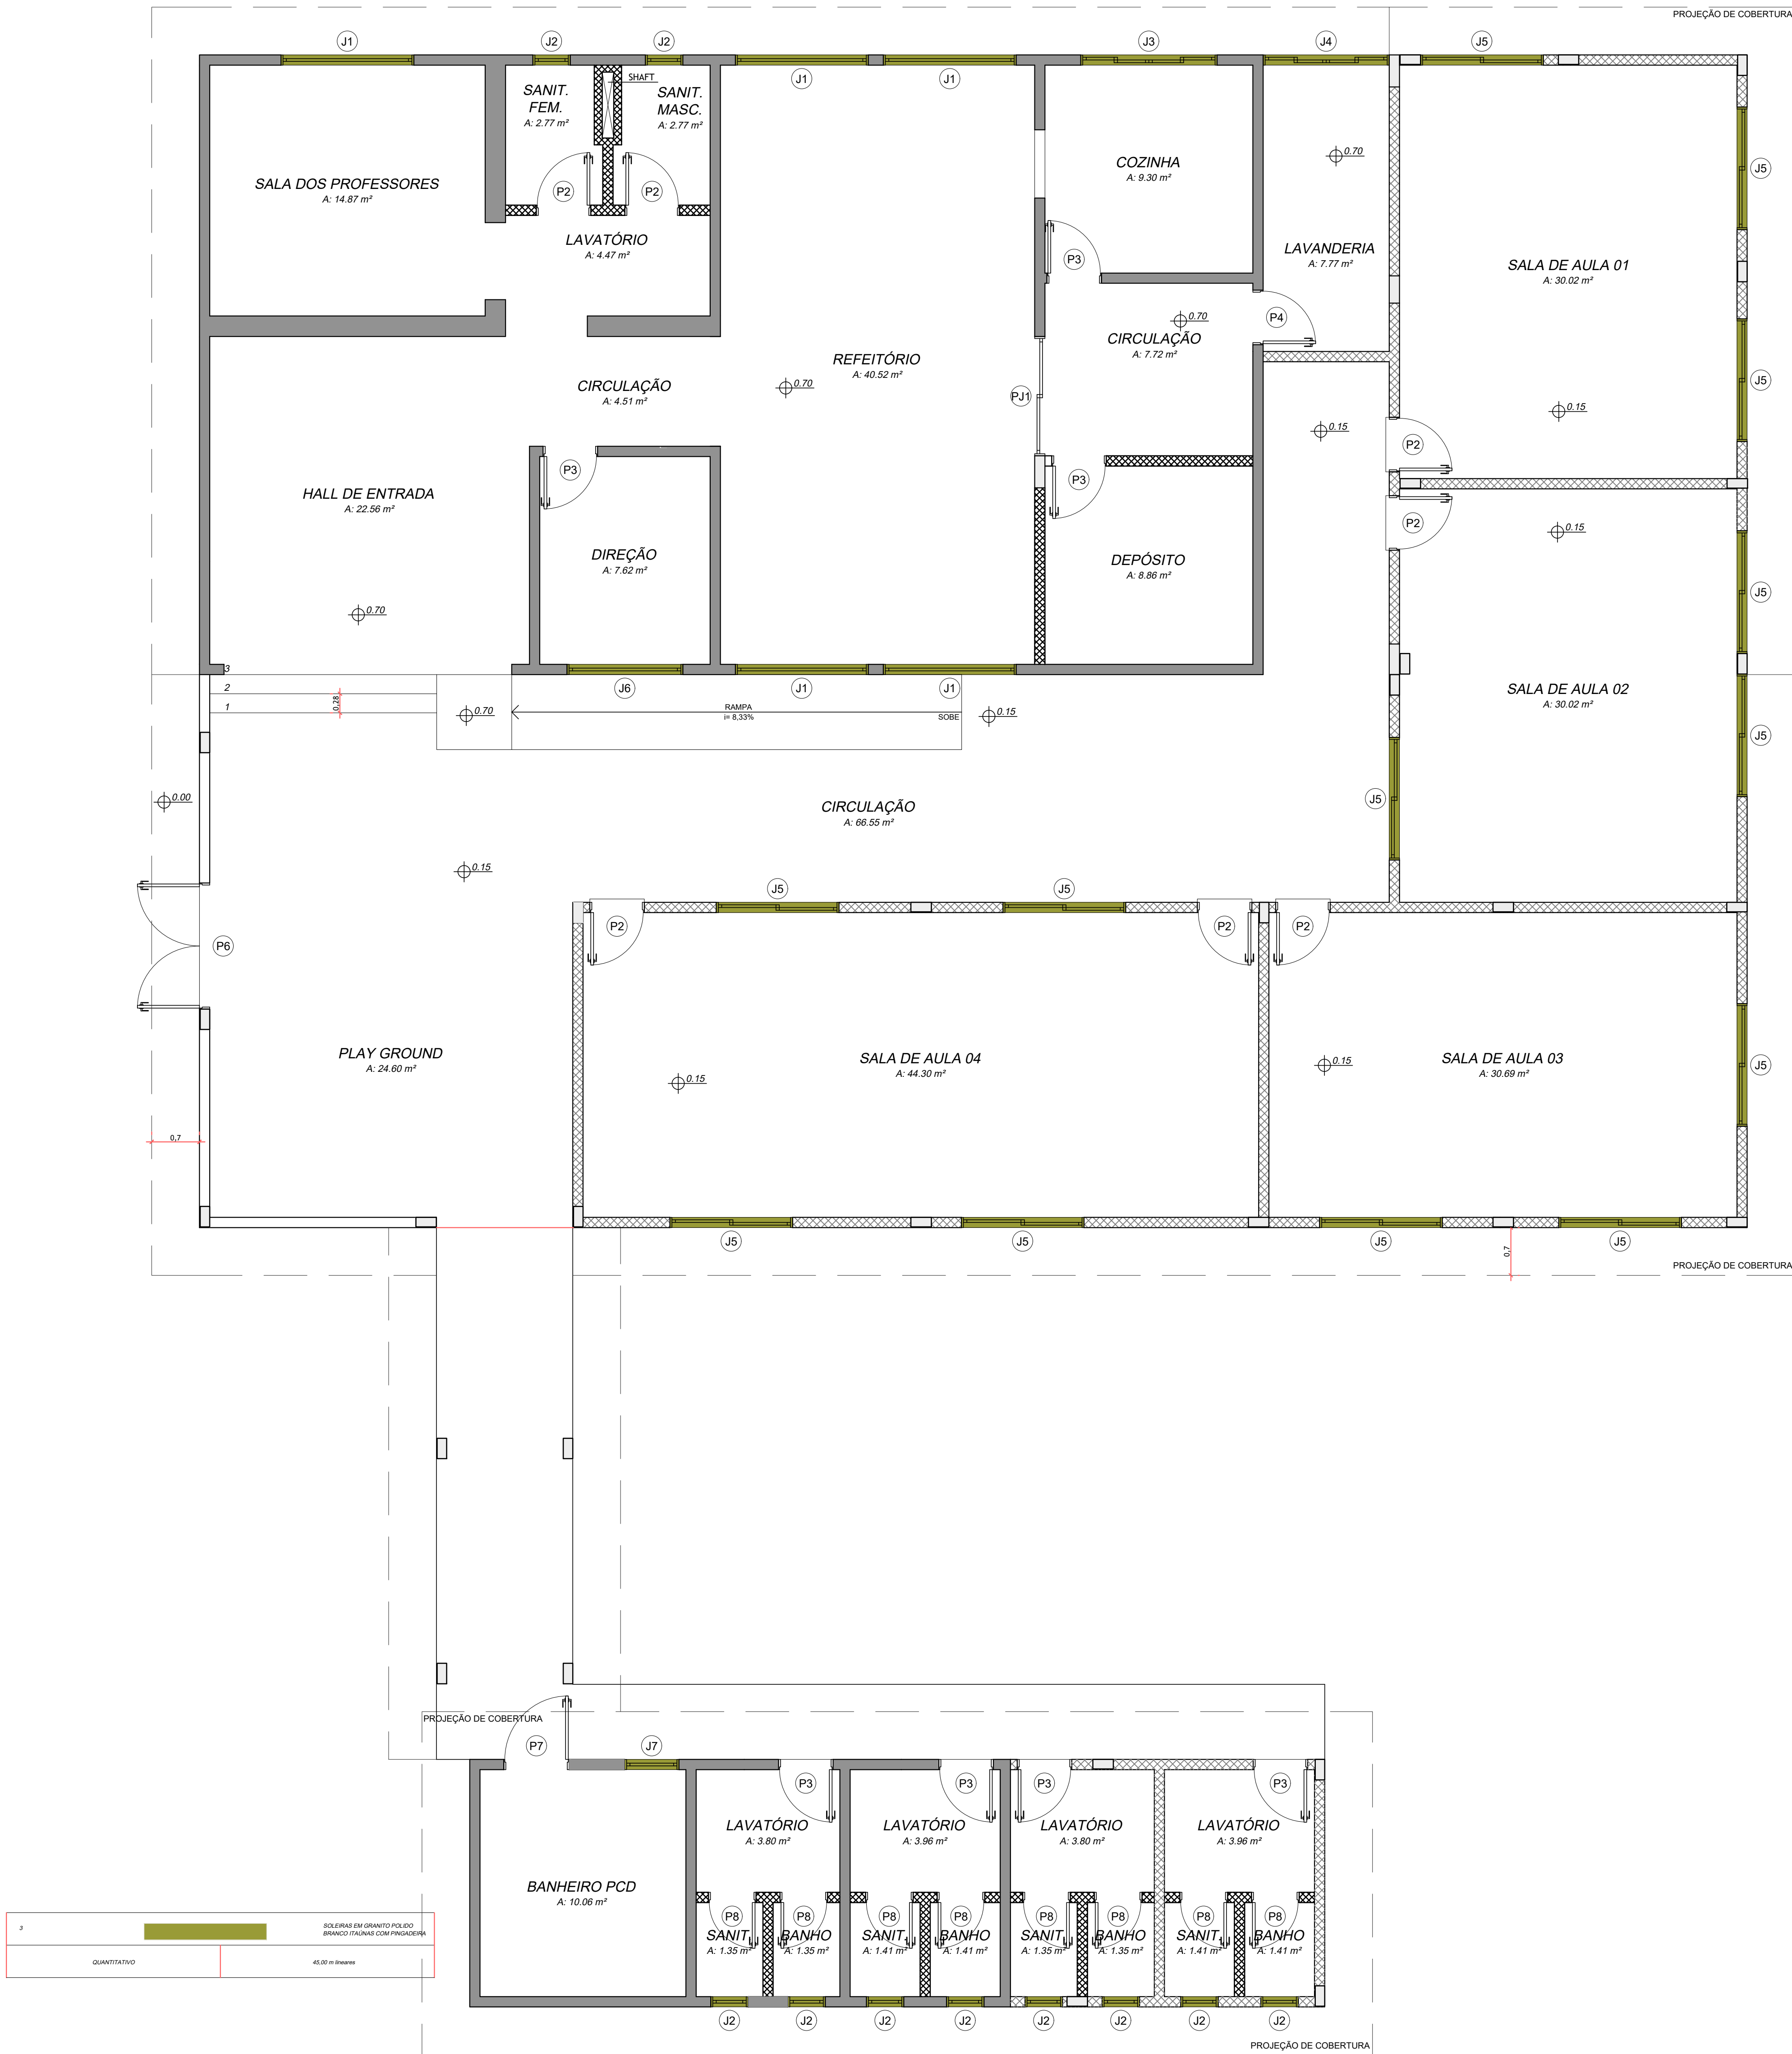 PROJEÇÃO DE COBERTURA
J1
J2
J2
J3
J4
J5
J1
J1
SHAFT
SANIT.
FEM.
A: 2.77 m²
SANIT.
MASC.
A: 2.77 m²
SALA DOS PROFESSORES
A: 14.87 m²
P2
P2
COZINHA
A: 9.30 m²
0.70
J5
LAVATÓRIO
A: 4.47 m²
P3
LAVANDERIA
A: 7.77 m²
SALA DE AULA 01
A: 30.02 m²
0.70
P4
CIRCULAÇÃO
A: 7.72 m²
REFEITÓRIO
A: 40.52 m²
0.70
CIRCULAÇÃO
A: 4.51 m²
PJ1
J5
0.15
0.15
P2
P3
P3
HALL DE ENTRADA
A: 22.56 m²
P2
0.15
DIREÇÃO
A: 7.62 m²
DEPÓSITO
A: 8.86 m²
J5
0.70
3
2
1
0,28
J6
J1
J1
SALA DE AULA 02
A: 30.02 m²
0.70
RAMPA
i= 8,33%
SOBE
0.15
J5
0.00
CIRCULAÇÃO
A: 66.55 m²
J5
0.15
J5
J5
P6
P2
P2
P2
PLAY GROUND
A: 24.60 m²
SALA DE AULA 04
A: 44.30 m²
0.15
0.15
SALA DE AULA 03
A: 30.69 m²
J5
0,7
J5
J5
J5
J5
0,7
PROJEÇÃO DE COBERTURA
PROJEÇÃO DE COBERTURA
P7
J7
P3
P3
P3
P3
LAVATÓRIO
A: 3.80 m²
LAVATÓRIO
A: 3.96 m²
LAVATÓRIO
A: 3.80 m²
LAVATÓRIO
A: 3.96 m²
BANHEIRO PCD
A: 10.06 m²
P8
P8
P8
P8
P8
P8
P8
P8
SANIT.
A: 1.35 m²
BANHO
A: 1.35 m²
SANIT.
A: 1.41 m²
BANHO
A: 1.41 m²
SANIT.
A: 1.35 m²
BANHO
A: 1.35 m²
SANIT.
A: 1.41 m²
BANHO
A: 1.41 m²
3
SOLEIRAS EM GRANITO POLIDO
BRANCO ITAÚNAS COM PINGADEIRA
QUANTITATIVO
45,00 m lineares
J2
J2
J2
J2
J2
J2
J2
J2
PROJEÇÃO DE COBERTURA